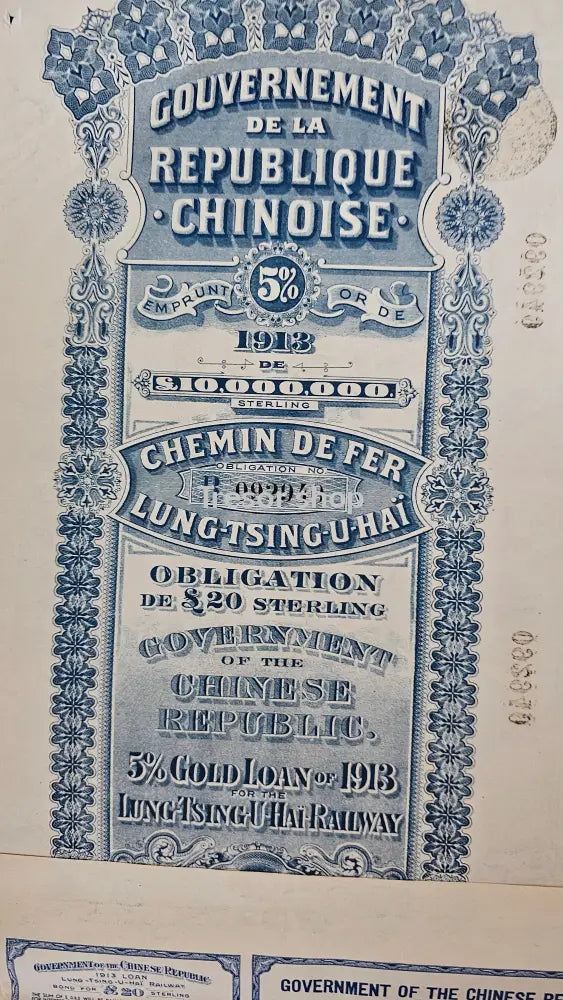 GOUVERNEMENT
DE LA
REPUBLIQUE
· CHINOISE ·
EMPRUNT 5% OR DE
1913
DE
£10,000,000.
STERLING
CHEMIN DE FER
OBLIGATION NO
TresorShop
LUNG-TSING-U-HAÏ
OBLIGATION
DE £20 STERLING
GOVERNMENT
OF THE
CHINESE
REPUBLIC.
5% GOLD LOAN OF 1913
FOR THE
LUNG-TSING-U-HAÏ-RAILWAY
GOVERNMENT OF THE CHINESE REPUBLIC
1913 LOAN
LUNG-TSING-U-HAÏ RAILWAY
BOND FOR £20 STERLING
GOVERNMENT OF THE CHINESE